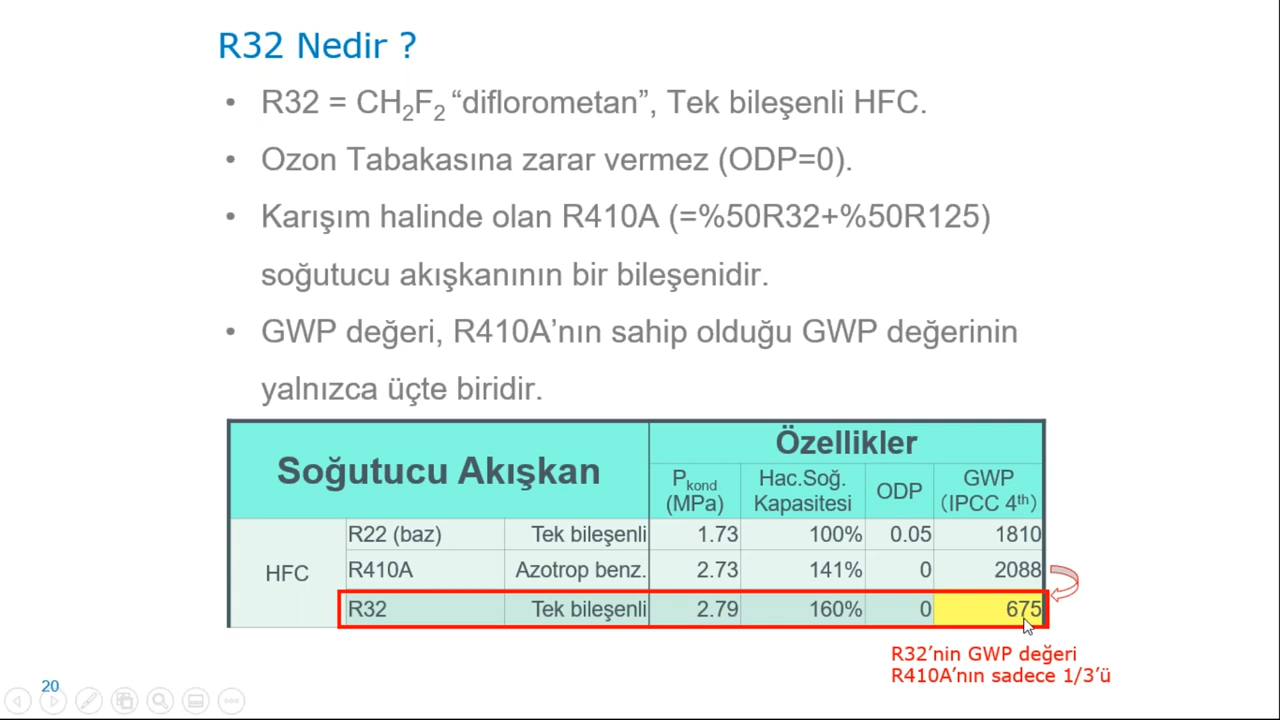 R32 Nedir ?
• R32 = CH₂F₂ “diflorometan”, Tek bileşenli HFC.
• Ozon Tabakasına zarar vermez (ODP=0).
• Karışım halinde olan R410A (=%50R32+%50R125)
soğutucu akışkanının bir bileşenidir.
• GWP değeri, R410A’nın sahip olduğu GWP değerinin
yalnızca üçte biridir.
Soğutucu Akışkan
Özellikler
Pkond
(MPa)
Hac.Soğ.
Kapasitesi
ODP
GWP
(IPCC 4th)
HFC
R22 (baz) Tek bileşenli 1.73 100% 0.05 1810
R410A Azotrop benz. 2.73 141% 0 2088
R32 Tek bileşenli 2.79 160% 0 675
R32’nin GWP değeri
R410A’nın sadece 1/3’ü
20